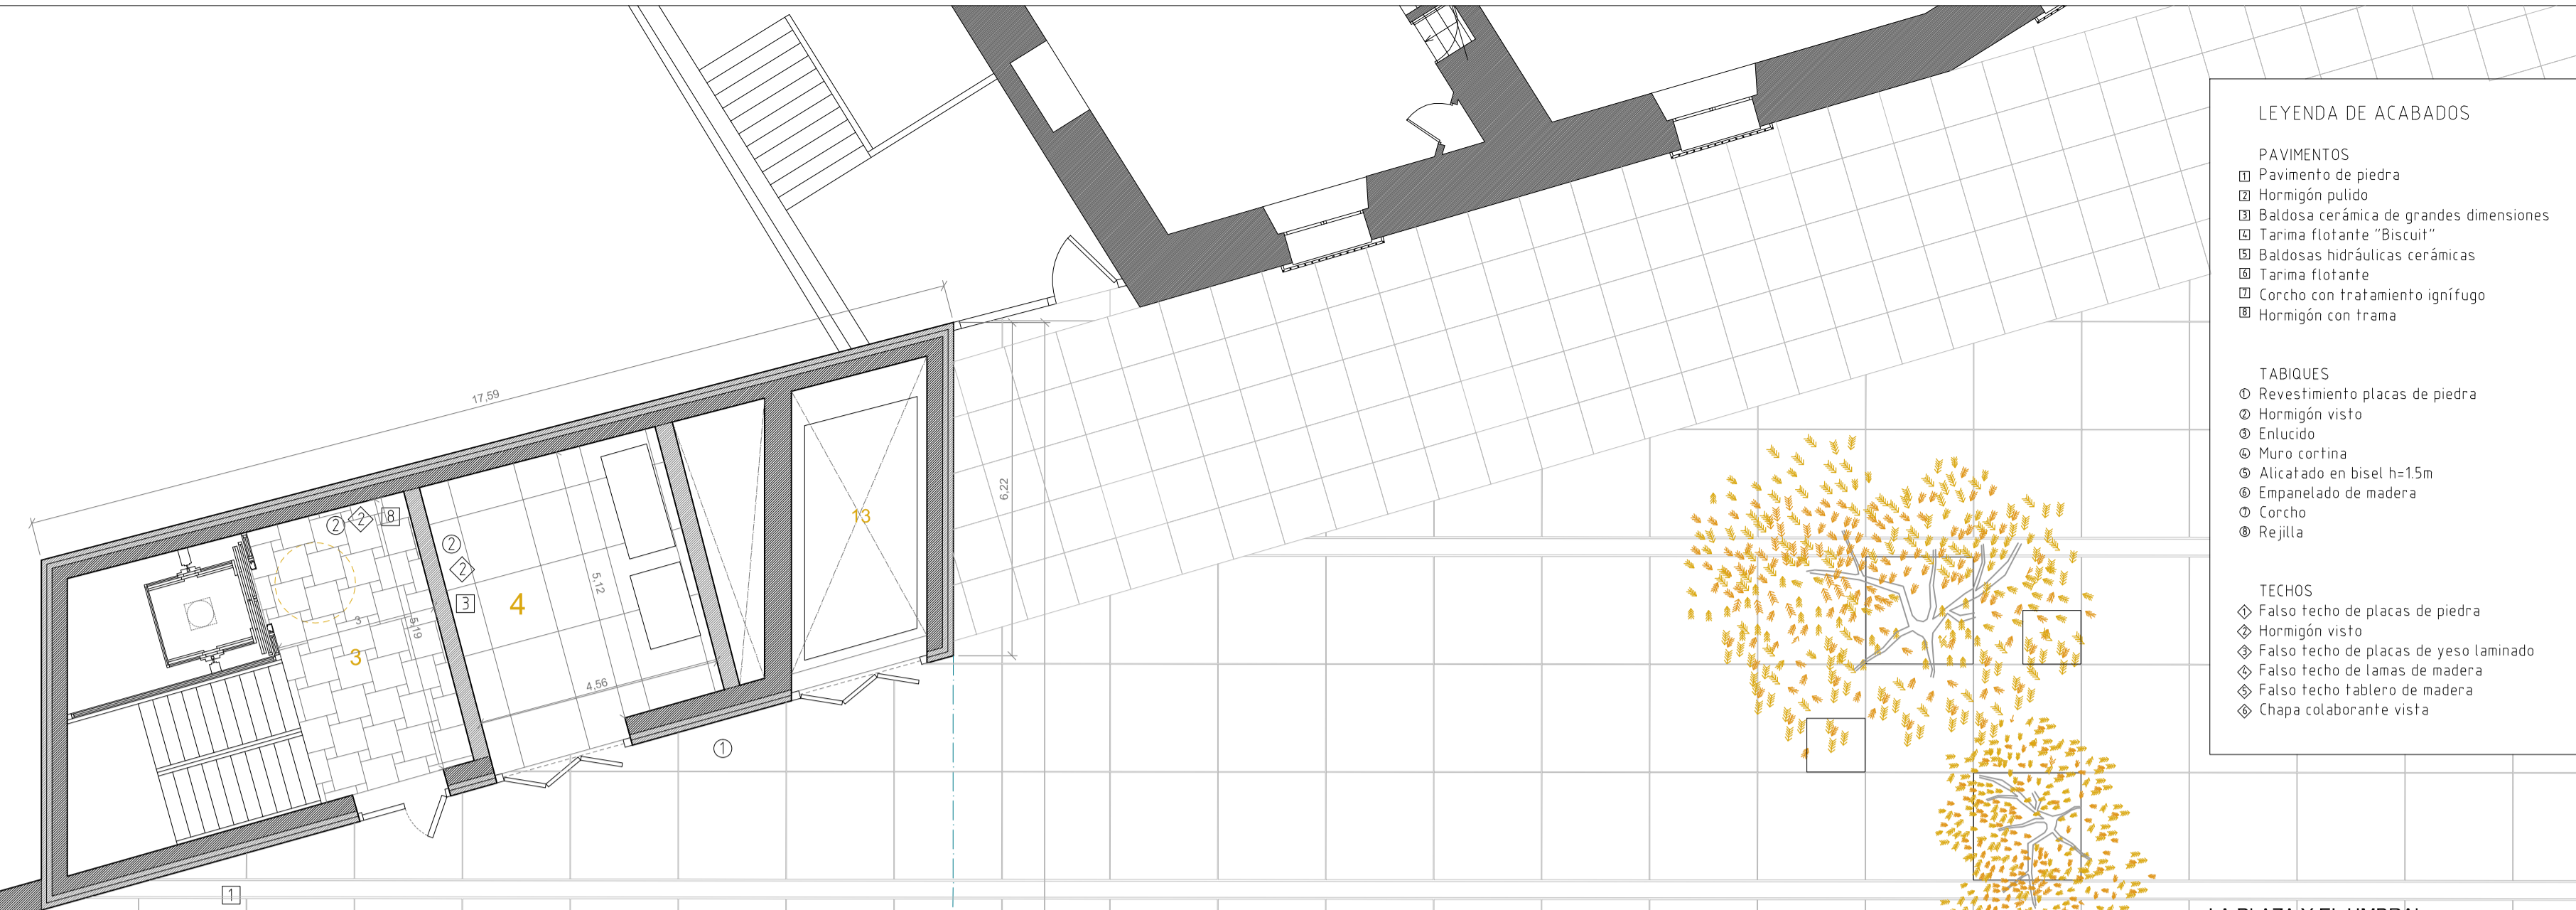 17,59
6,22
13
2
2
8
2
2
3
4
5,12
3
5,19
3
4,56
1
1
LEYENDA DE ACABADOS
PAVIMENTOS
1 Pavimento de piedra
2 Hormigón pulido
3 Baldosa cerámica de grandes dimensiones
4 Tarima flotante "Biscuit"
5 Baldosas hidráulicas cerámicas
6 Tarima flotante
7 Corcho con tratamiento ignífugo
8 Hormigón con trama
TABIQUES
1 Revestimiento placas de piedra
2 Hormigón visto
3 Enlucido
4 Muro cortina
5 Alicatado en bisel h=1.5m
6 Empanelado de madera
7 Corcho
8 Rejilla
TECHOS
1 Falso techo de placas de piedra
2 Hormigón visto
3 Falso techo de placas de yeso laminado
4 Falso techo de lamas de madera
5 Falso techo tablero de madera
6 Chapa colaborante vista